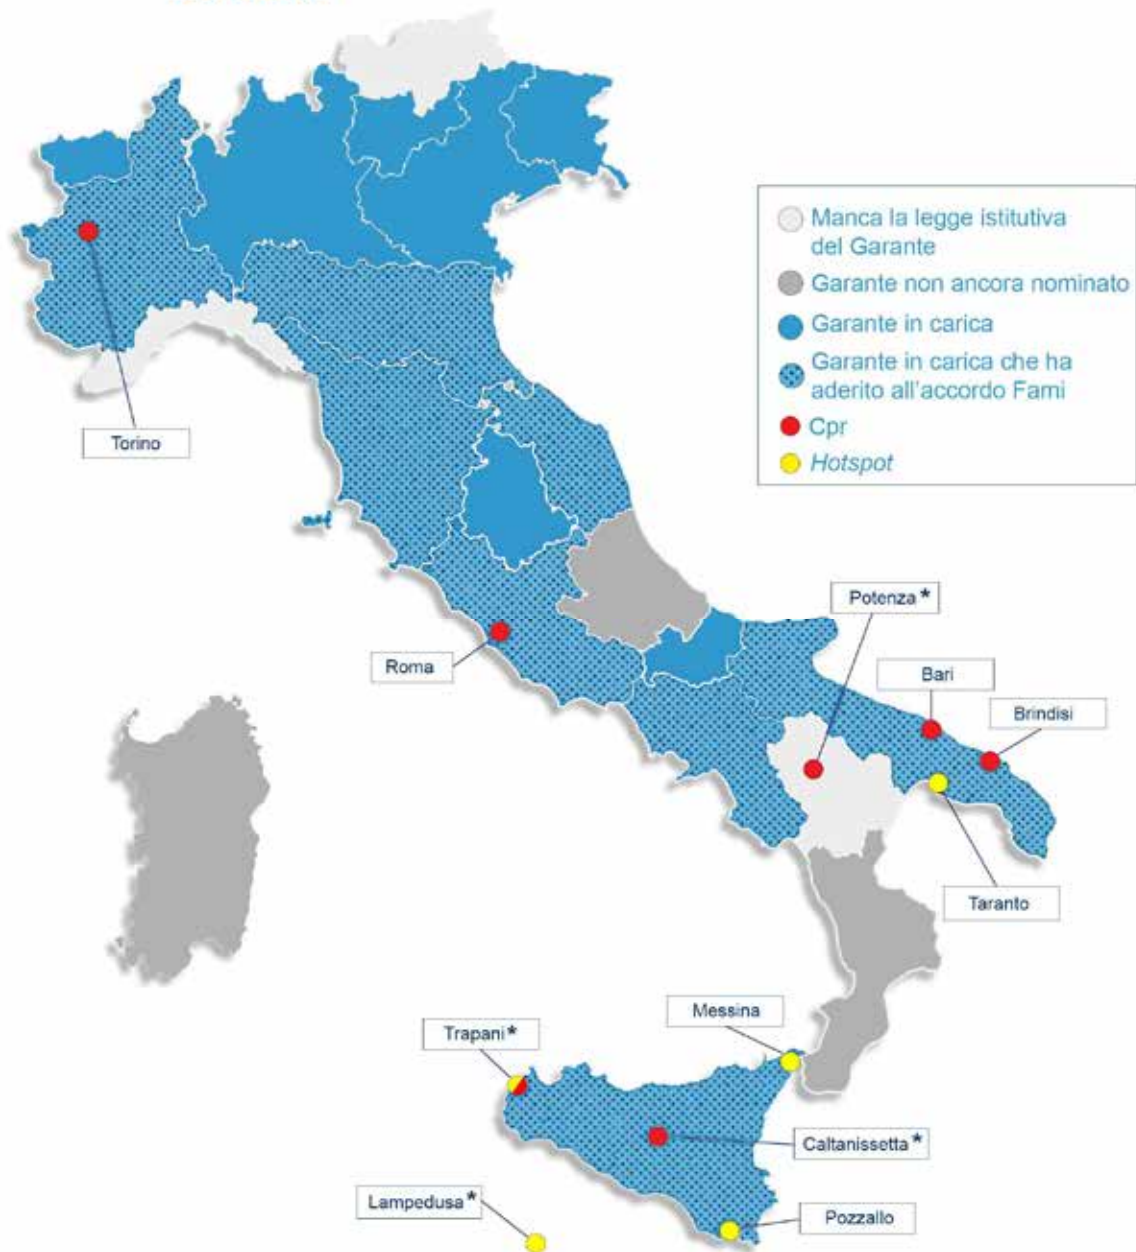 Manca la legge istitutiva
del Garante
Garante non ancora nominato
Garante in carica
Garante in carica che ha
aderito all'accordo Fami
Cpr
Hotspot
Torino
Potenza*
Roma
Bari
Brindisi
Taranto
Messina
Trapani*
Caltanissetta*
Lampedusa*
Pozzallo